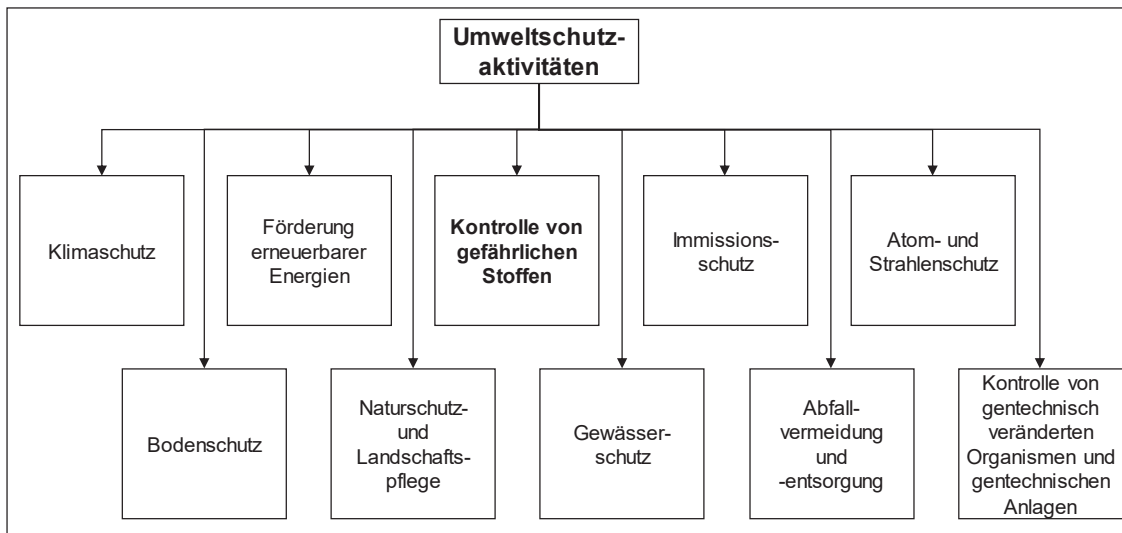 Umweltschutz-
aktivitäten
Klimaschutz
Förderung
erneuerbarer
Energien
Kontrolle von
gefährlichen
Stoffen
Immissions-
schutz
Atom- und
Strahlenschutz
Bodenschutz
Naturschutz-
und
Landschafts-
pflege
Gewässer-
schutz
Abfall-
vermeidung
und
-entsorgung
Kontrolle von
gentechnisch
veränderten
Organismen und
gentechnischen
Anlagen